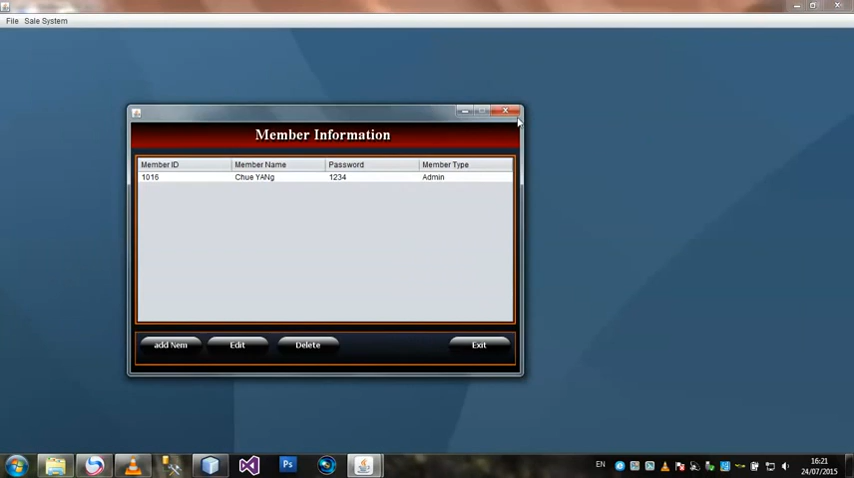 File Sale System
Member Information
Member ID Member Name Password Member Type
1016 Chue YANg 1234 Admin
add Nem Edit Delete Exit
Ps
EN
16:21
24/07/2015